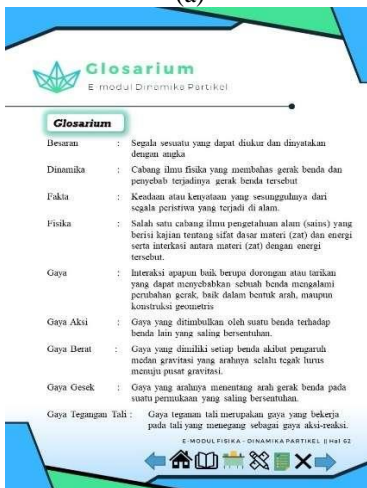 (a)
Glosarium
E-modul Dinamika Partikel
Glosarium
Besaran : Segala sesuatu yang dapat diukur dan dinyatakan
dengan angka
Dinamika : Cabang ilmu fisika yang membahas gerak benda dan
penyebab terjadinya gerak benda tersebut
Fakta : Keadaan atau kenyataan yang sesungguhnya dari
segala peristiwa yang terjadi di alam.
Fisika : Salah satu cabang ilmu pengetahuan alam (sains) yang
berisi kajian tentang sifat dasar materi (zat) dan energi
serta interkasi antara materi (zat) dengan energi
tersebut.
Gaya : Interaksi apapun baik berupa dorongan atau tarikan
yang dapat menyebabkan sebuah benda mengalami
perubahan gerak, baik dalam bentuk arah, maupun
konstruksi geometris
Gaya Aksi : Gaya yang ditimbulkan oleh suatu benda terhadap
benda lain yang saling bersentuhan.
Gaya Berat : Gaya yang dimiliki setiap benda akibat pengaruh
medan gravitasi yang arahnya selalu tegak lurus
menuju pusat gravitasi.
Gaya Gesek : Gaya yang arahnya menentang arah gerak benda pada
suatu permukaan yang saling bersentuhan.
Gaya Tegangan Tali : Gaya teganan tali merupakan gaya yang bekerja
pada tali yang menegang sebagai gaya aksi-reaksi.
E-MODUL FISIKA - DINAMIKA PARTIKEL || Hal 62